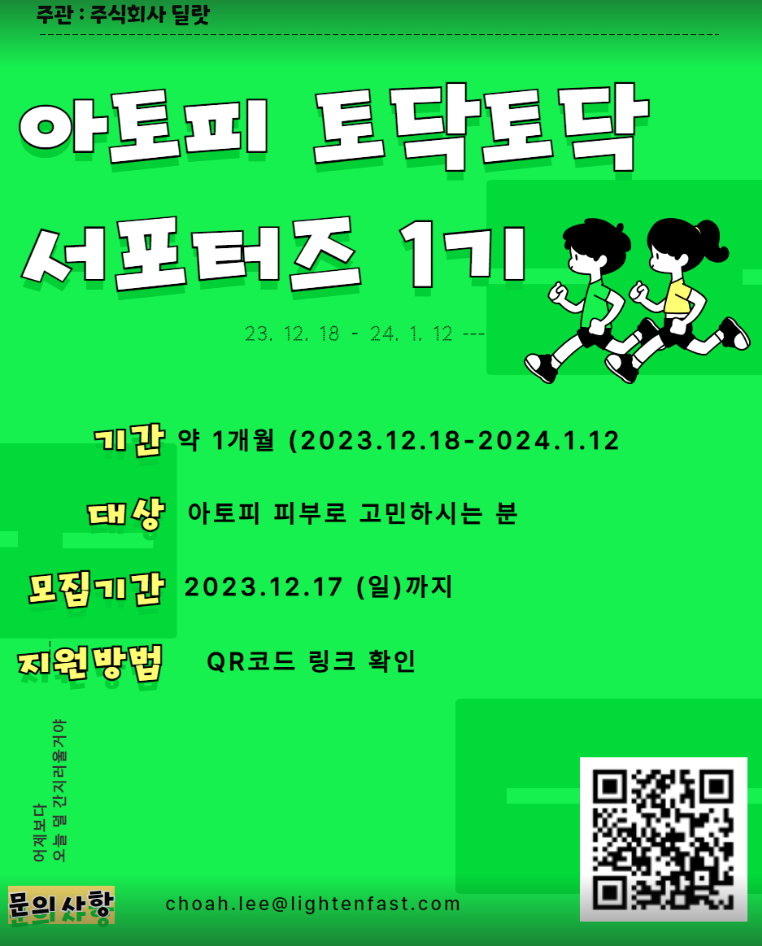 주관 : 주식회사 딜랏
아토피 토닥토닥
서포터즈 1기
23. 12. 18 - 24. 1. 12 ---
기간 약 1개월 (2023.12.18-2024.1.12
대상 아토피 피부로 고민하시는 분
모집기간 2023.12.17 (일)까지
지원방법 QR코드 링크 확인
어제보다
오늘 덜 간지러울거야
문의사항 choah.lee@lightenfast.com